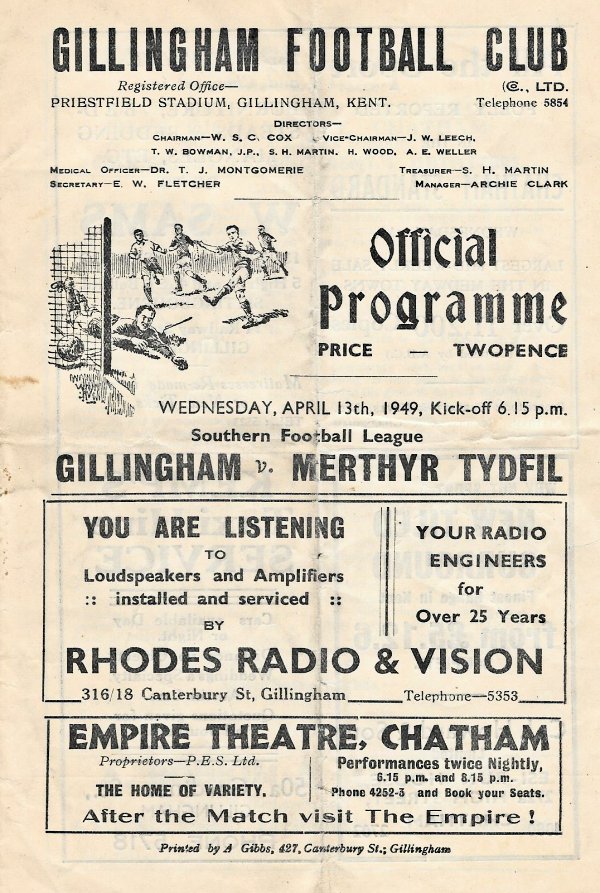 GILLINGHAM FOOTBALL CLUB
Registered Office— (Co., LTD.
PRIESTFIELD STADIUM, GILLINGHAM, KENT. Telephone 5854
DIRECTORS—
CHAIRMAN—W. S. C. COX VICE-CHAIRMAN—J. W. LEECH,
T. W. BOWMAN, J.P., S. H. MARTIN. H. WOOD, A. E. WELLER
MEDICAL OFFICER—DR. T. J. MONTGOMERIE TREASURER—S. H. MARTIN
SECRETARY—E. W. FLETCHER MANAGER—ARCHIE CLARK
Official
Programme
PRICE — TWOPENCE
WEDNESDAY, APRIL 13th, 1949, Kick-off 6.15 p.m.
Southern Football League
GILLINGHAM v. MERTHYR TYDFIL
YOU ARE LISTENING
TO
Loudspeakers and Amplifiers
:: installed and serviced ::
BY
YOUR RADIO
ENGINEERS
for
Over 25 Years
RHODES RADIO & VISION
316/18 Canterbury St, Gillingham Telephone—5353
EMPIRE THEATRE, CHATHAM
Proprietors—P.E.S. Ltd.
THE HOME OF VARIETY.
Performances twice Nightly,
6.15 p.m. and 8.15 p.m.
Phone 4252-3 and Book your Seats.
After the Match visit The Empire !
Printed by A Gibbs, 427, Canterbury St.; Gillingham